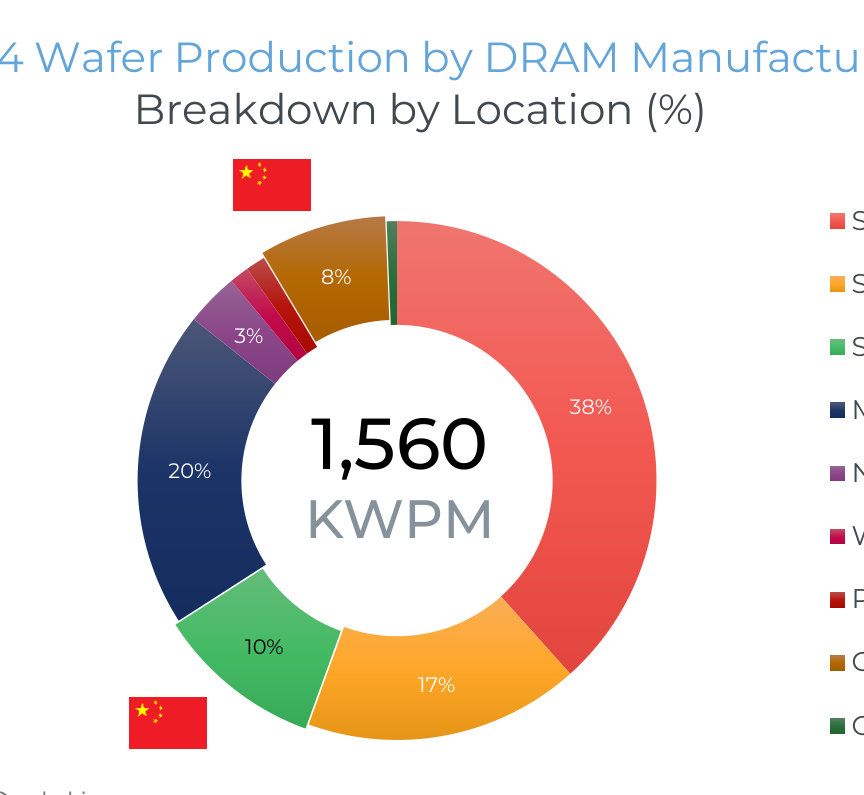 4 Wafer Production by DRAM Manufactu
Breakdown by Location (%)
8%
3%
38%
20%
1,560
KWPM
10%
17%
S
S
S
M
N
W
P
C